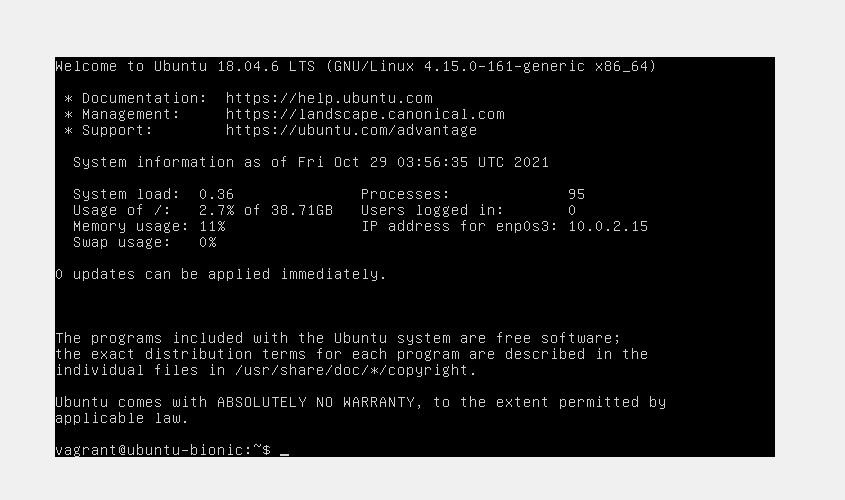 Welcome to Ubuntu 18.04.6 LTS (GNU/Linux 4.15.0-161-generic x86_64)
* Documentation:  https://help.ubuntu.com
* Management:     https://landscape.canonical.com
* Support:        https://ubuntu.com/advantage
System information as of Fri Oct 29 03:56:35 UTC 2021
System load:  0.36              Processes:             95
Usage of /:   2.7% of 38.71GB   Users logged in:       0
Memory usage: 11%               IP address for enp0s3: 10.0.2.15
Swap usage:   0%
0 updates can be applied immediately.
The programs included with the Ubuntu system are free software;
the exact distribution terms for each program are described in the
individual files in /usr/share/doc/*/copyright.
Ubuntu comes with ABSOLUTELY NO WARRANTY, to the extent permitted by
applicable law.
vagrant@ubuntu-bionic:~$ _